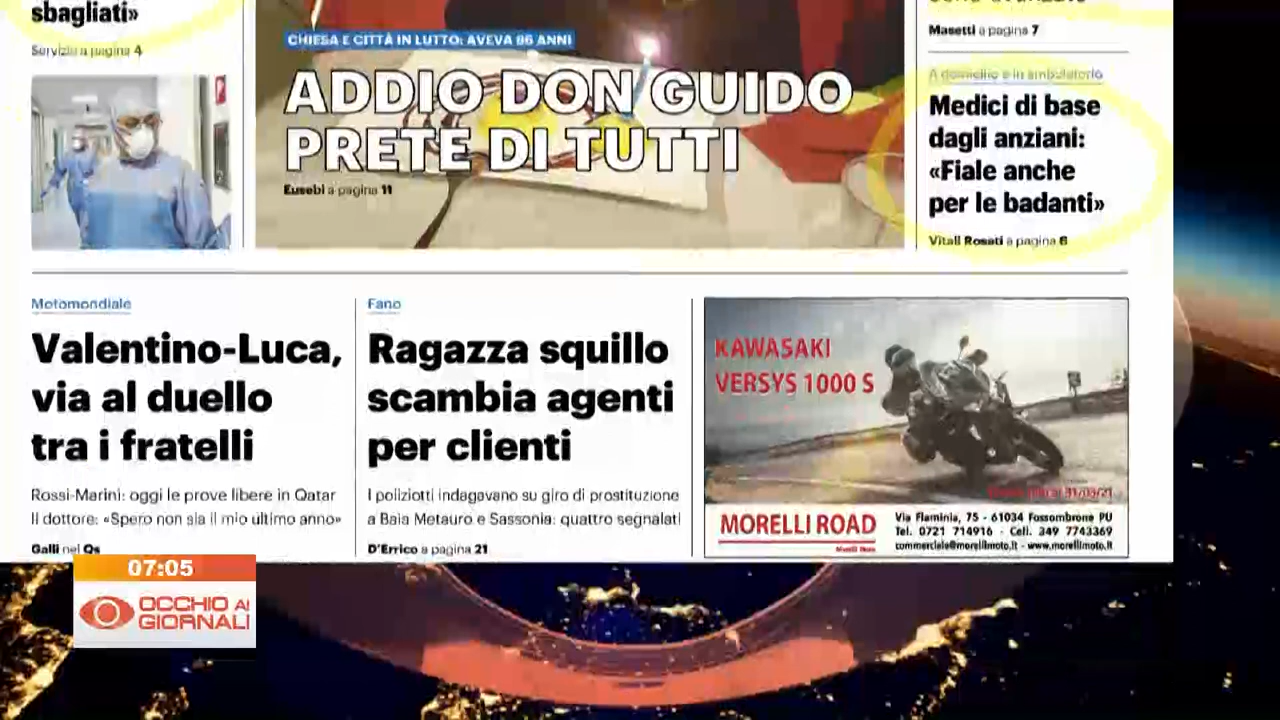 sbagliati»
Servizio a pagina 4
CHIESA E CITTÀ IN LUTTO: AVEVA 86 ANNI
ADDIO DON GUIDO
PRETE DI TUTTI
Eusebi a pagina 11
Masetti a pagina 7
A domicilio e in ambulatorio
Medici di base
dagli anziani:
«Fiale anche
per le badanti»
Vitali Rosati a pagina 6
Motomondiale
Valentino-Luca,
via al duello
tra i fratelli
Rossi-Marini: oggi le prove libere in Qatar
Il dottore: «Spero non sia il mio ultimo anno»
Galli nel Qs
Fano
Ragazza squillo
scambia agenti
per clienti
I poliziotti indagavano su giro di prostituzione
a Baia Metauro e Sassonia: quattro segnalati
D'Errico a pagina 21
KAWASAKI
VERSYS 1000 S
31/03/21
MORELLI ROAD
Morelli Moto
Via Flaminia, 75 - 61034 Fossombrone PU
Tel. 0721 714916 - Cell. 349 7743369
commerciale@morellimoto.it - www.morellimoto.it
07:05
OCCHIO AI
GIORNALI